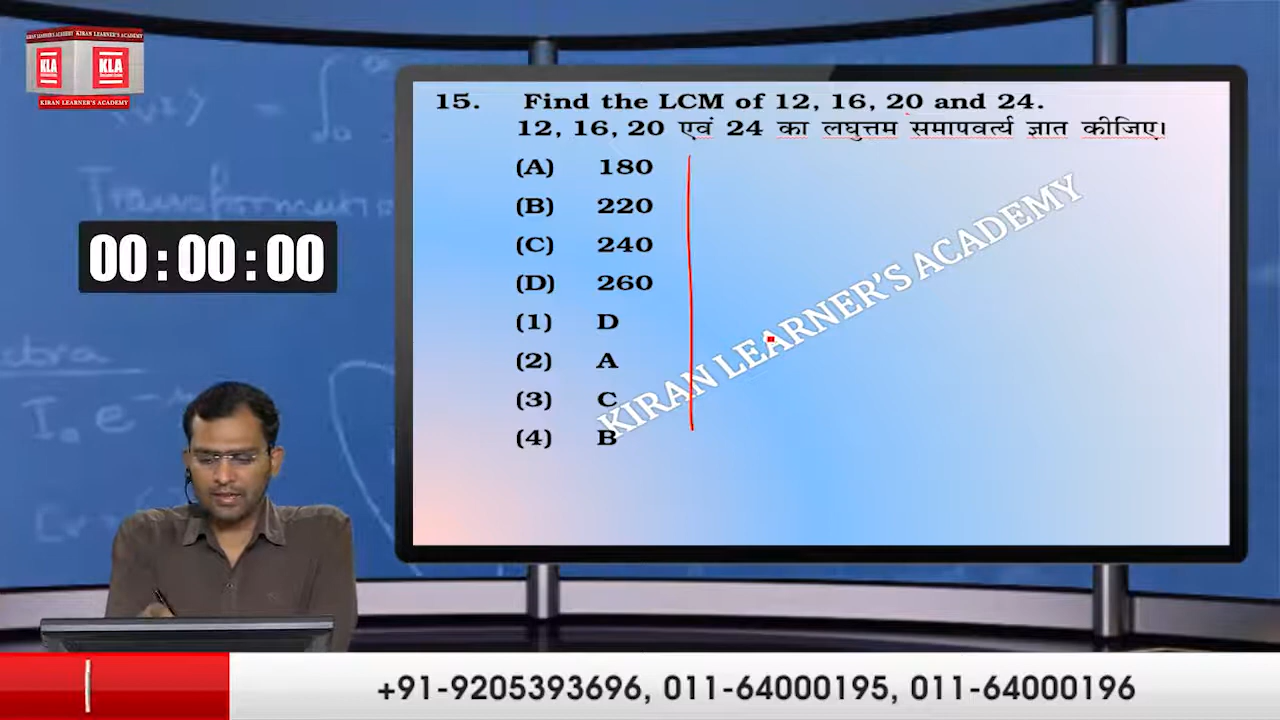 KIRAN LEARNER'S ACADEMY KIRAN LEARNER'S ACADEMY
KLA KLA
KIRAN LEARNER'S ACADEMY
00:00:00
15. Find the LCM of 12, 16, 20 and 24.
12, 16, 20 एवं 24 का लघुत्तम समापवर्त्य ज्ञात कीजिए।
(A) 180
(B) 220
(C) 240
(D) 260
(1) D
(2) A
(3) C
(4) B
KIRAN LEARNER'S ACADEMY
+91-9205393696, 011-64000195, 011-64000196